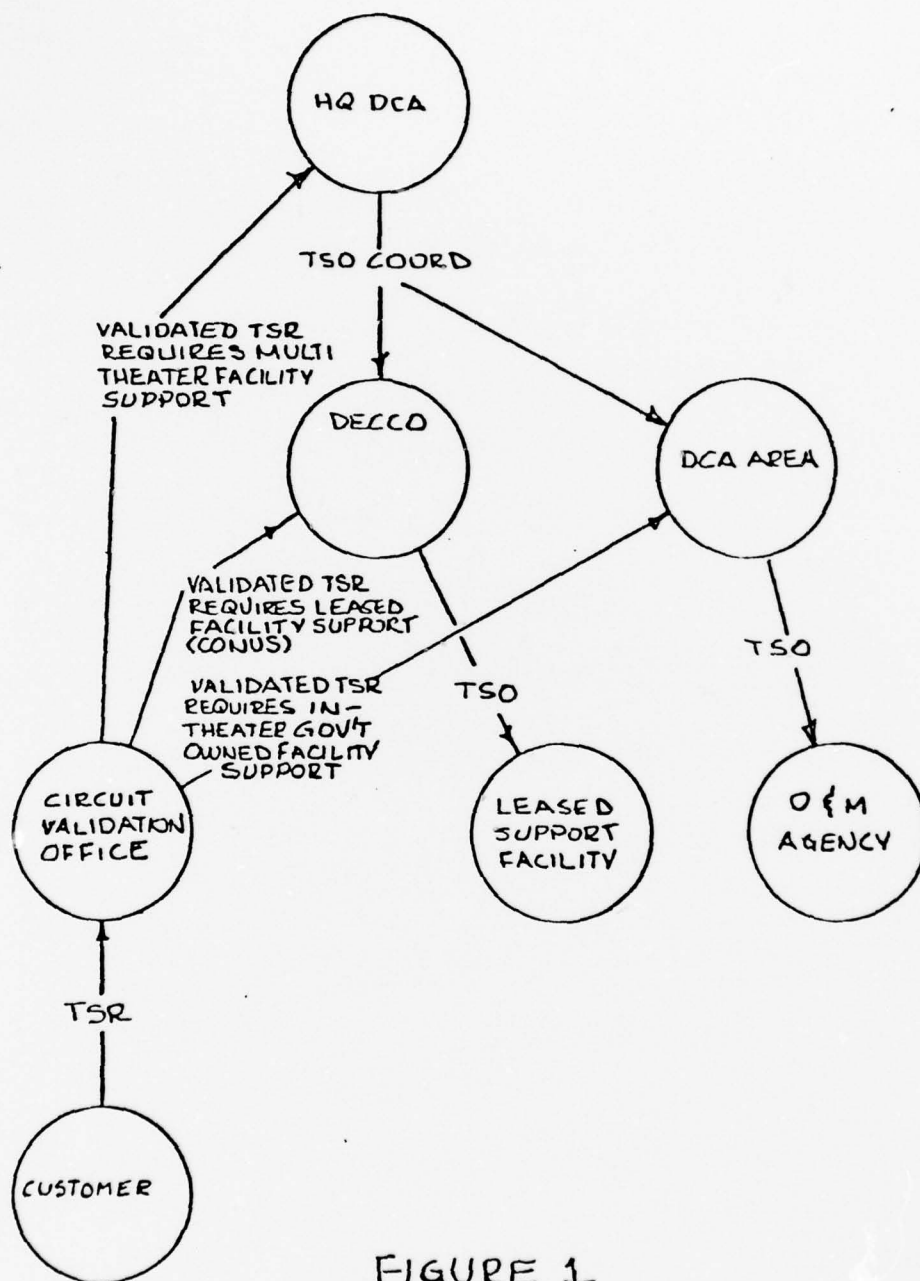 HQ DCA
TSO COORD
VALIDATED TSR
REQUIRES MULTI
THEATER FACILITY
SUPPORT
DECCO
DCA AREA
VALIDATED TSR
REQUIRES LEASED
FACILITY SUPPORT
(CONUS)
VALIDATED TSR
REQUIRES IN-
THEATER GOV'T
OWNED FACILITY
SUPPORT
TSO
TSO
CIRCUIT
VALIDATION
OFFICE
LEASED
SUPPORT
FACILITY
O & M
AGENCY
TSR
CUSTOMER
FIGURE 1